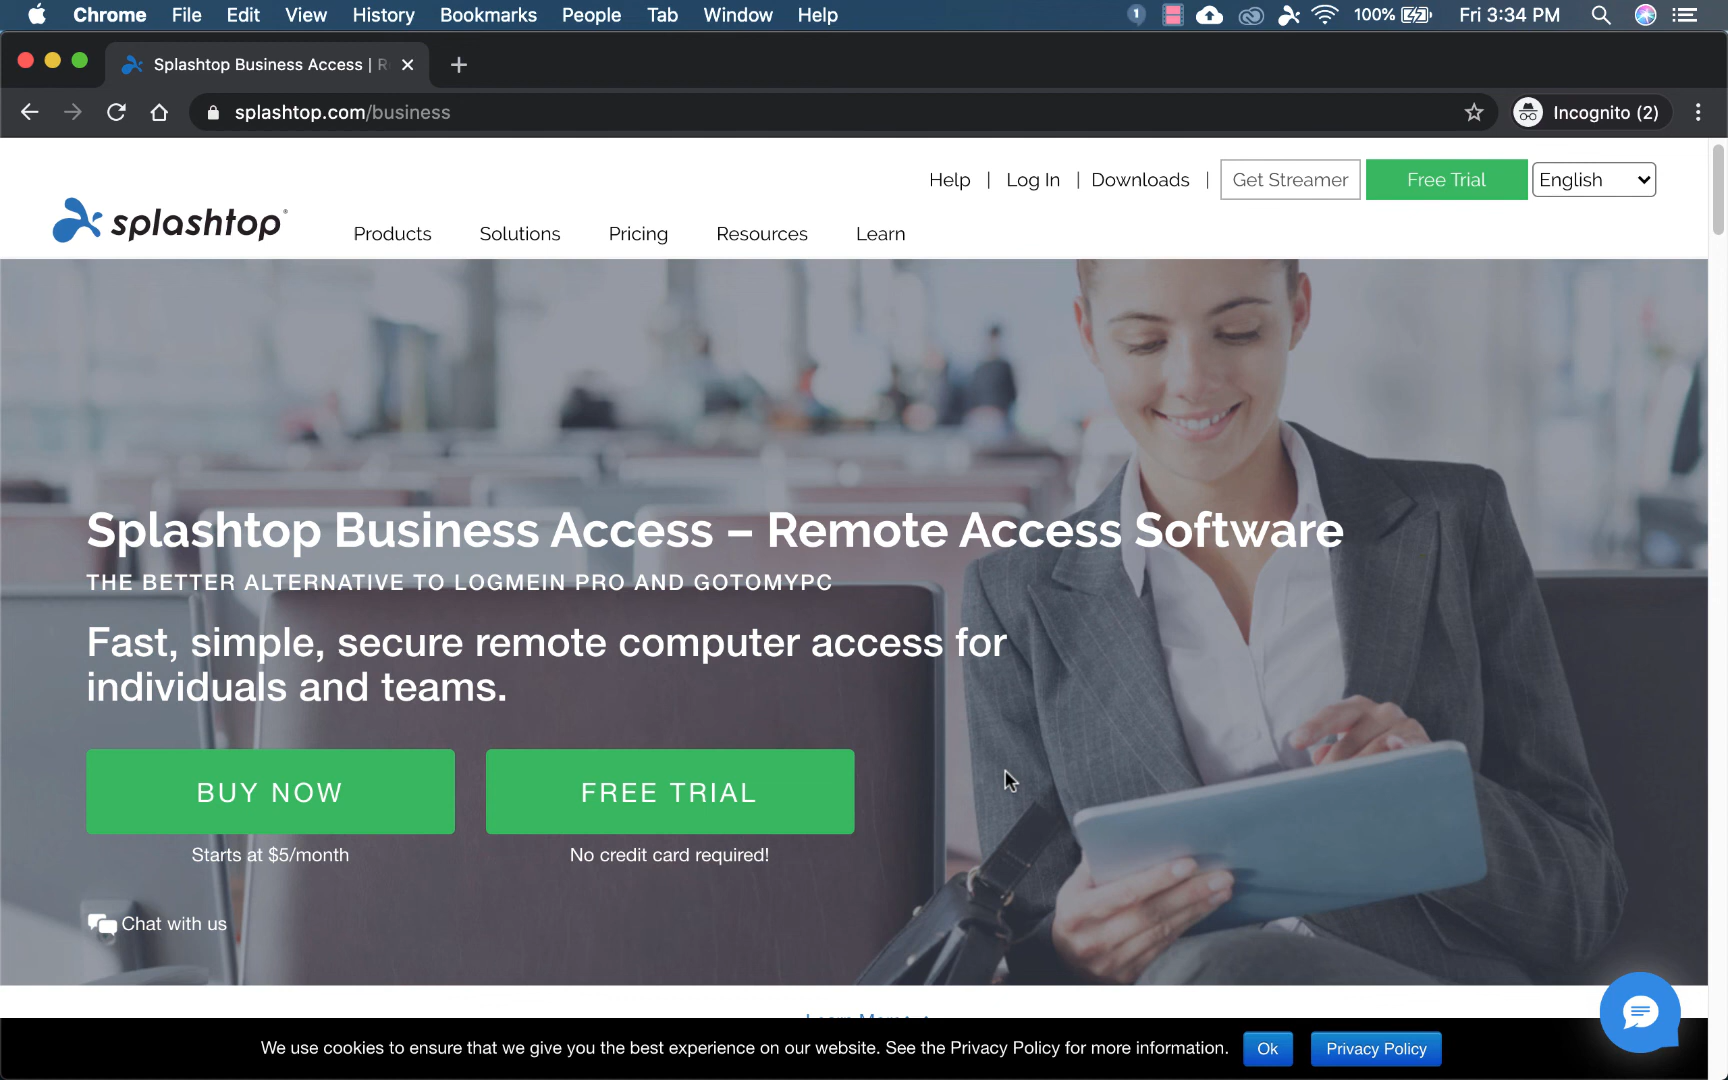 Chrome File Edit View History Bookmarks People Tab Window Help 100% Fri 3:34 PM
Splashtop Business Access | R
splashtop.com/business Incognito (2)
Help | Log In | Downloads | Get Streamer Free Trial English
splashtop®
Products Solutions Pricing Resources Learn
Splashtop Business Access – Remote Access Software
THE BETTER ALTERNATIVE TO LOGMEIN PRO AND GOTOMYPC
Fast, simple, secure remote computer access for
individuals and teams.
BUY NOW FREE TRIAL
Starts at $5/month No credit card required!
Chat with us
We use cookies to ensure that we give you the best experience on our website. See the Privacy Policy for more information. Ok Privacy Policy